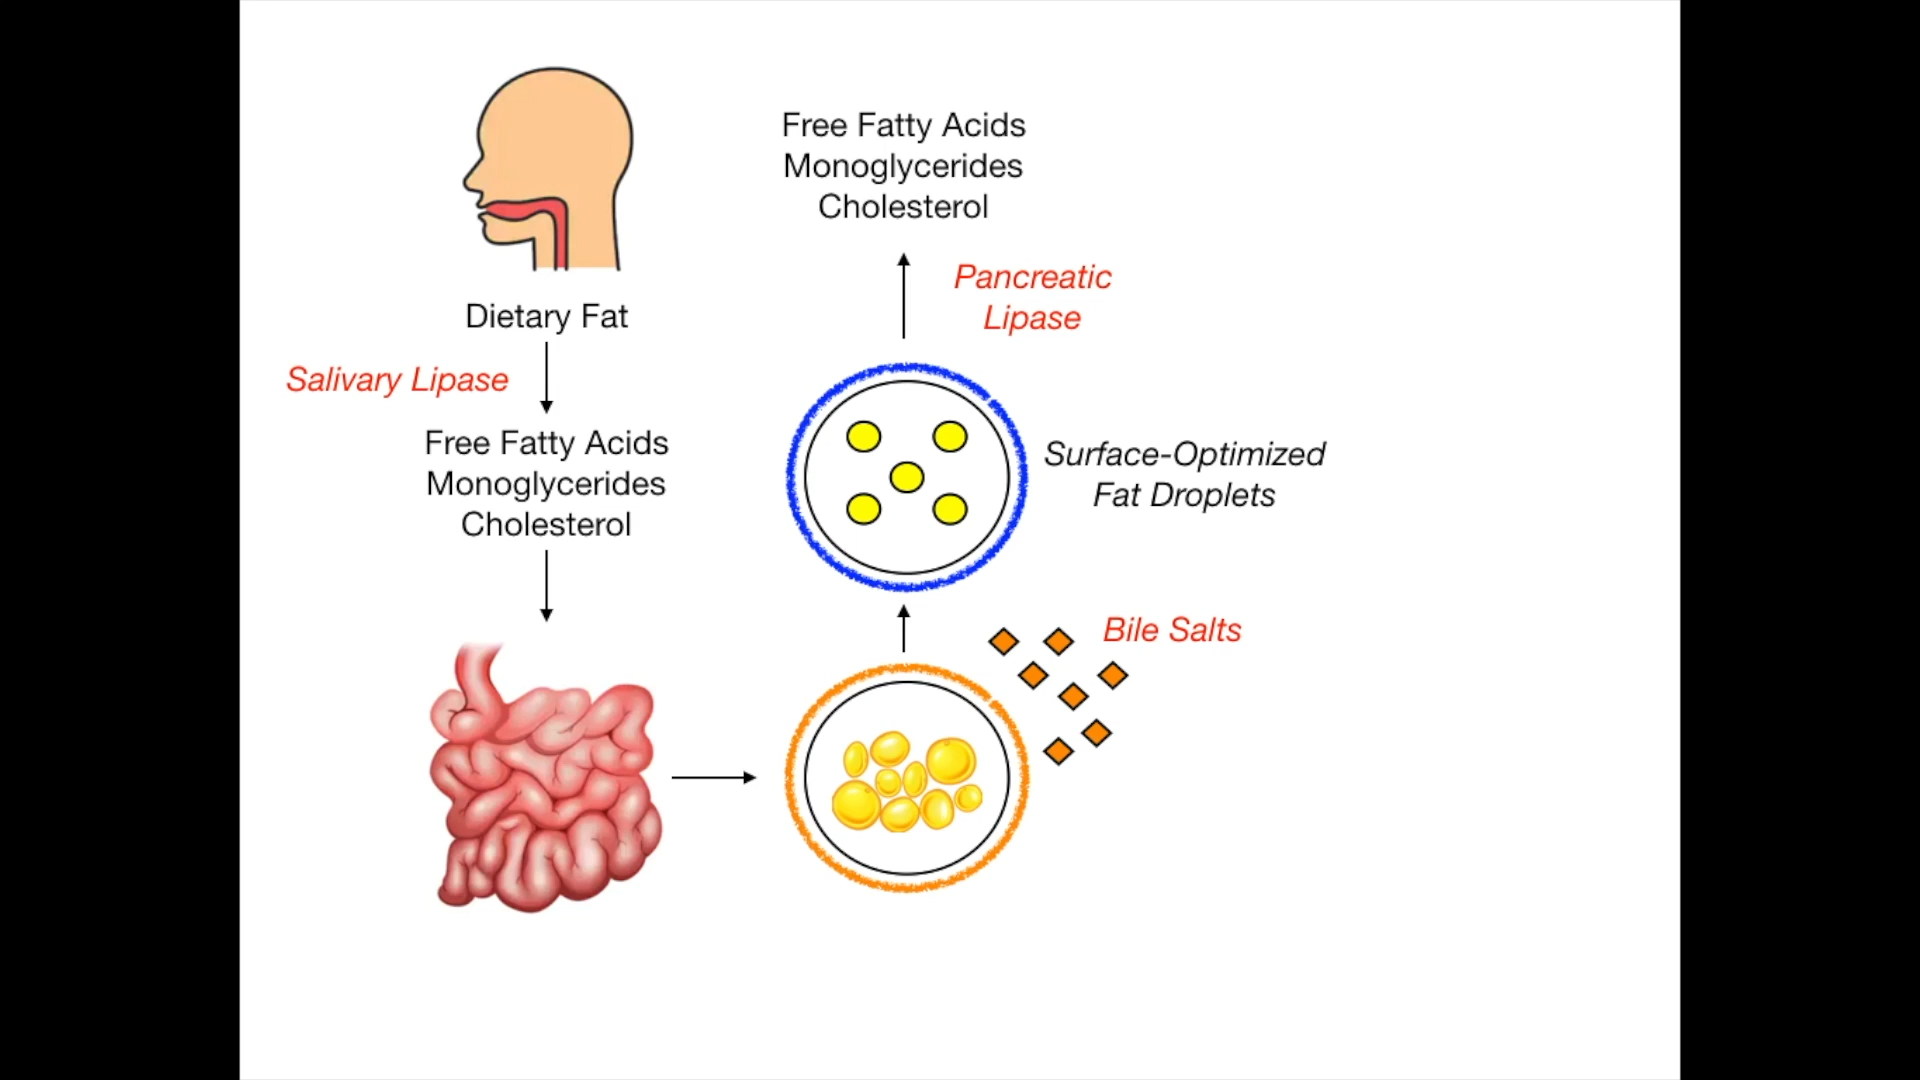 Dietary Fat
Salivary Lipase
Free Fatty Acids
Monoglycerides
Cholesterol
Bile Salts
Surface-Optimized
Fat Droplets
Pancreatic
Lipase
Free Fatty Acids
Monoglycerides
Cholesterol